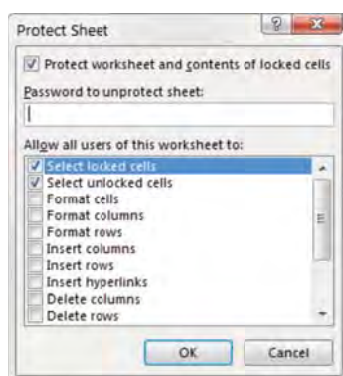 Protect Sheet
Protect worksheet and contents of locked cells
Password to unprotect sheet:
Allow all users of this worksheet to:
Select locked cells
Select unlocked cells
Format cells
Format columns
Format rows
Insert columns
Insert rows
Insert hyperlinks
Delete columns
Delete rows
OK Cancel